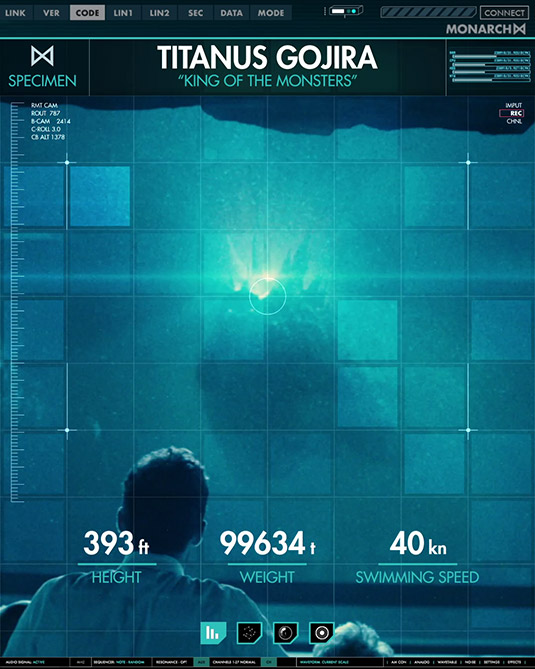 LINK VER CODE LIN1 LIN2 SEC DATA MODE CONNECT
MONARCH
SPECIMEN
TITANUS GOJIRA
“KING OF THE MONSTERS”
RMT CAM
ROUT 787
B-CAM 2414
C-ROLL 3.0
CB ALT 1378
IMPUT
REC
CHNL
393 ft
HEIGHT
99634 t
WEIGHT
40 kn
SWIMMING SPEED
AUDIO SIGNAL: ACTIVE SEQUENCER: NOTE - RANDOM CHANNELS 1-27 NORMAL WAVEFORM: CURRENT SCALE ANALOG WAVETABLE NOISE SETTINGS EFFECTS